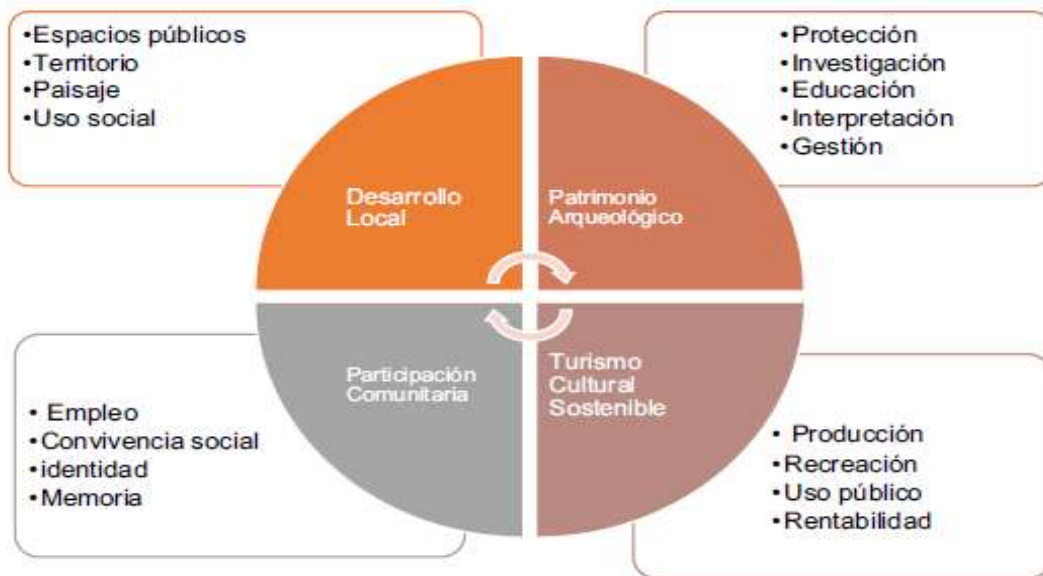 •Espacios públicos
•Territorio
•Paisaje
•Uso social
•Protección
•Investigación
•Educación
•Interpretación
•Gestión
Desarrollo
Local
Patrimonio
Arqueológico
Participación
Comunitaria
Turismo
Cultural
Sostenible
• Empleo
•Convivencia social
•identidad
•Memoria
• Producción
•Recreación
•Uso público
•Rentabilidad